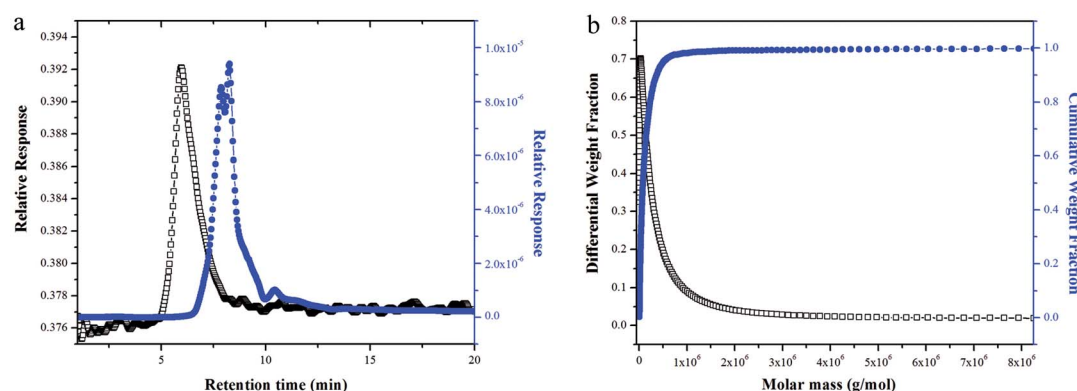 a
0.394
0.392
0.390
0.388
0.386
0.384
0.382
0.380
0.378
0.376
Relative Response
5
10
15
20
Retention time (min)
1.0x10⁻⁵
8.0x10⁻⁶
6.0x10⁻⁶
4.0x10⁻⁶
2.0x10⁻⁶
0.0
Relative Response
b
0.8
0.7
0.6
0.5
0.4
0.3
0.2
0.1
0.0
Differential Weight Fraction
0
1x10⁶
2x10⁶
3x10⁶
4x10⁶
5x10⁶
6x10⁶
7x10⁶
8x10⁶
Molar mass (g/mol)
1.0
0.8
0.6
0.4
0.2
0.0
Cumulative Weight Fraction